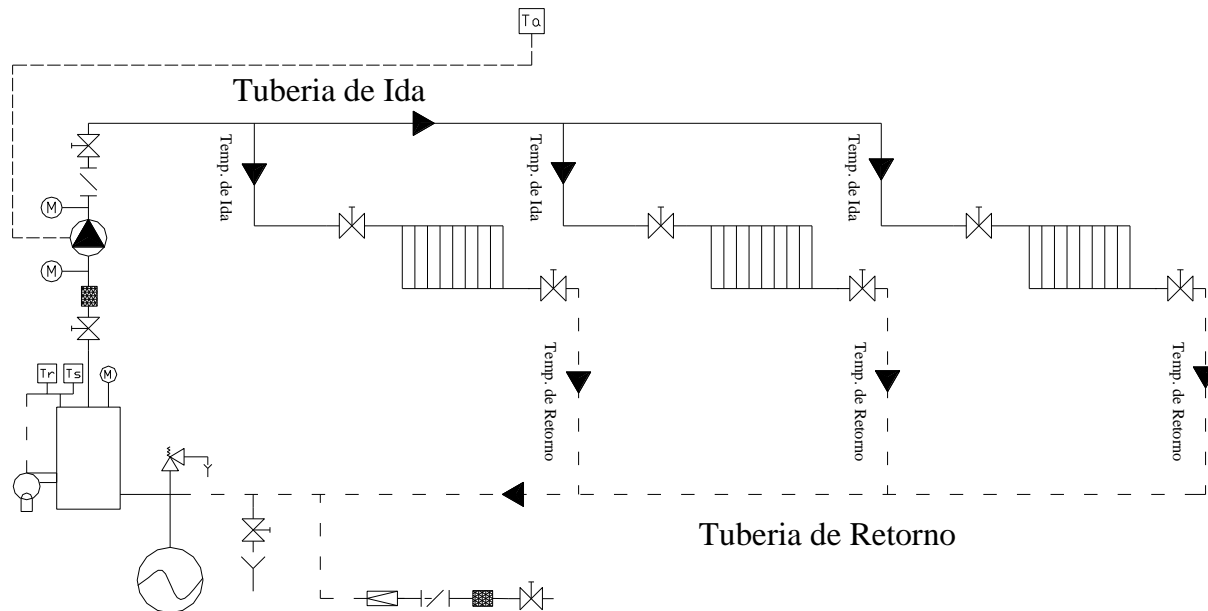 Ta
Tuberia de Ida
Temp. de Ida
Temp. de Ida
Temp. de Ida
M
M
Tr
Ts
M
Temp. de Retorno
Temp. de Retorno
Temp. de Retorno
Tuberia de Retorno